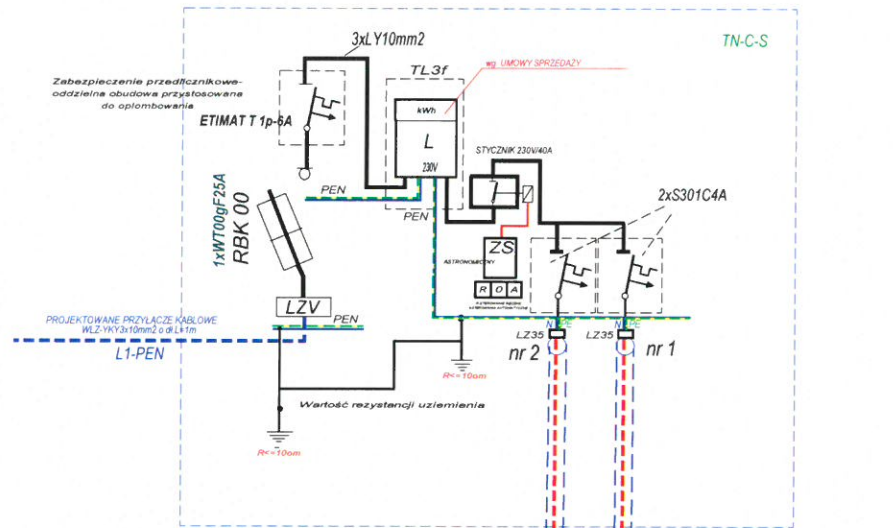 3xLY10mm2
TN-C-S
wg. UMOWY SPRZEDAŻY
TL3f
Zabezpieczenie przedlicznikowe-
oddzielna obudowa przystosowana
do oplombowania
ETIMAT T 1p-6A
kWh
L
230V
STYCZNIK 230V/40A
PEN
PEN
2xS301C4A
1xWT00gF25A
RBK 00
ZS
ASTRONOMICZNY
R O A
LZV
PEN
PROJEKTOWANE PRZYŁĄCZE KABLOWE
WLZ-YKY3x10mm2 o dł.L=1m
L1-PEN
N PE
N PE
LZ35
LZ35
nr 2
nr 1
R<=10om
Wartość rezystancji uziemienia
R<=10om